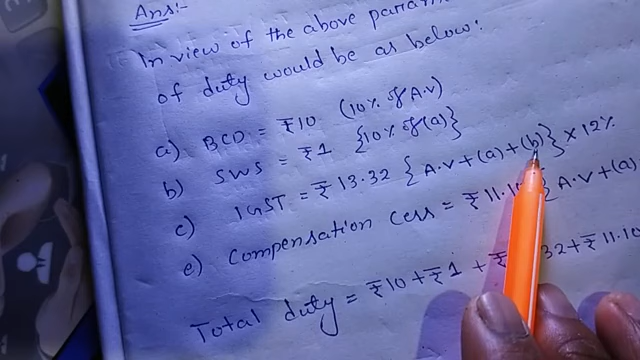 Ans:-
In view of the above
of duty would be as below:
a) BCD = ₹10 (10% of A.V)
b) SWS = ₹1 {10% of (a)}
c) IGST = ₹13.32 {A.V+(a)+(b)} × 12%
e) Compensation cess = ₹11.10 {A.V+(a)
Total duty = ₹10+₹1+₹ 32+₹11.10